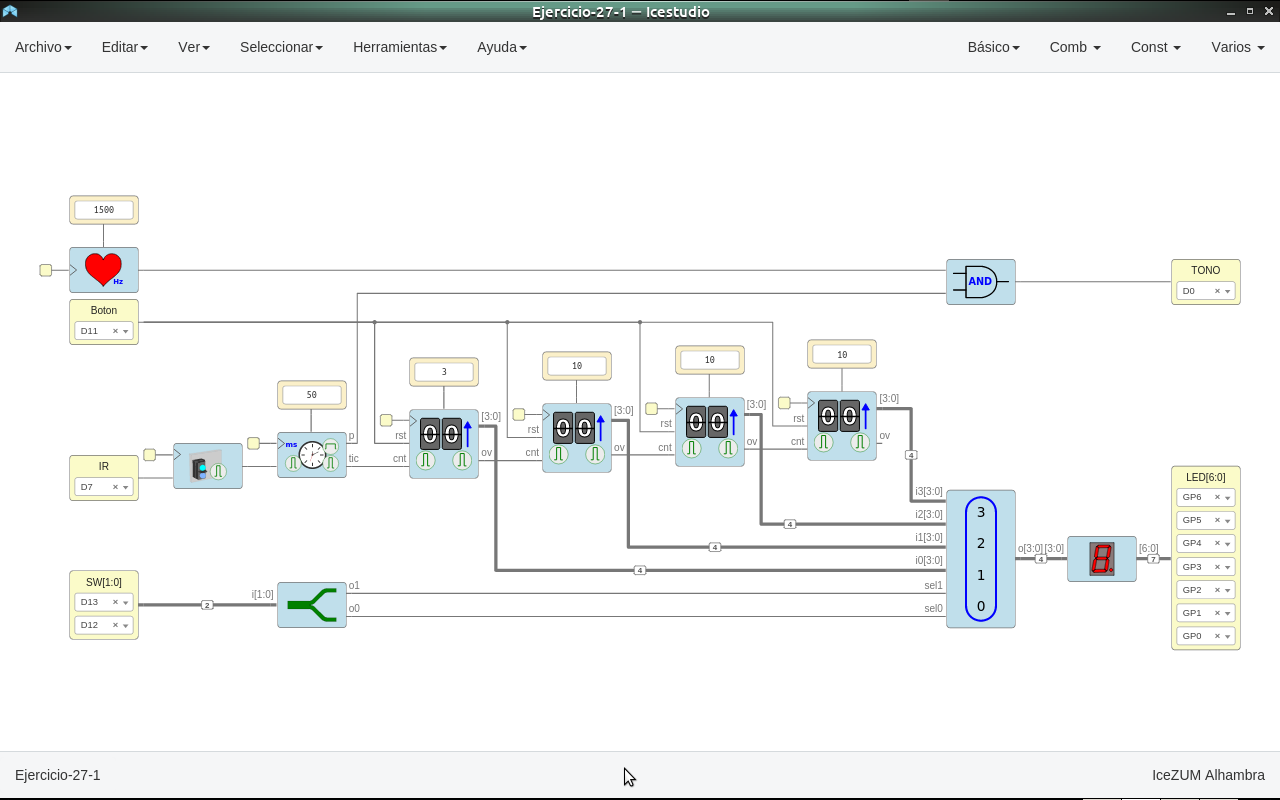 Ejercicio-27-1 ─ Icestudio
Archivo Editar Ver Seleccionar Herramientas Ayuda Básico Comb Const Varios
1500
Hz
AND
TONO
D0 ×
Boton
D11 ×
10
10
10
3
50
[3:0]
[3:0]
[3:0]
[3:0]
00
00
00
00
rst
rst
rst
rst
cnt
cnt
cnt
cnt
ov
ov
ov
ov
ms
p
tic
IR
D7 ×
4
4
4
4
i3[3:0]
i2[3:0]
i1[3:0]
i0[3:0]
sel1
sel0
3
2
1
0
o[3:0]
[3:0]
4
8.
[6:0]
7
LED[6:0]
GP6 ×
GP5 ×
GP4 ×
GP3 ×
GP2 ×
GP1 ×
GP0 ×
SW[1:0]
D13 ×
D12 ×
2
i[1:0]
o1
o0
Ejercicio-27-1
IceZUM Alhambra